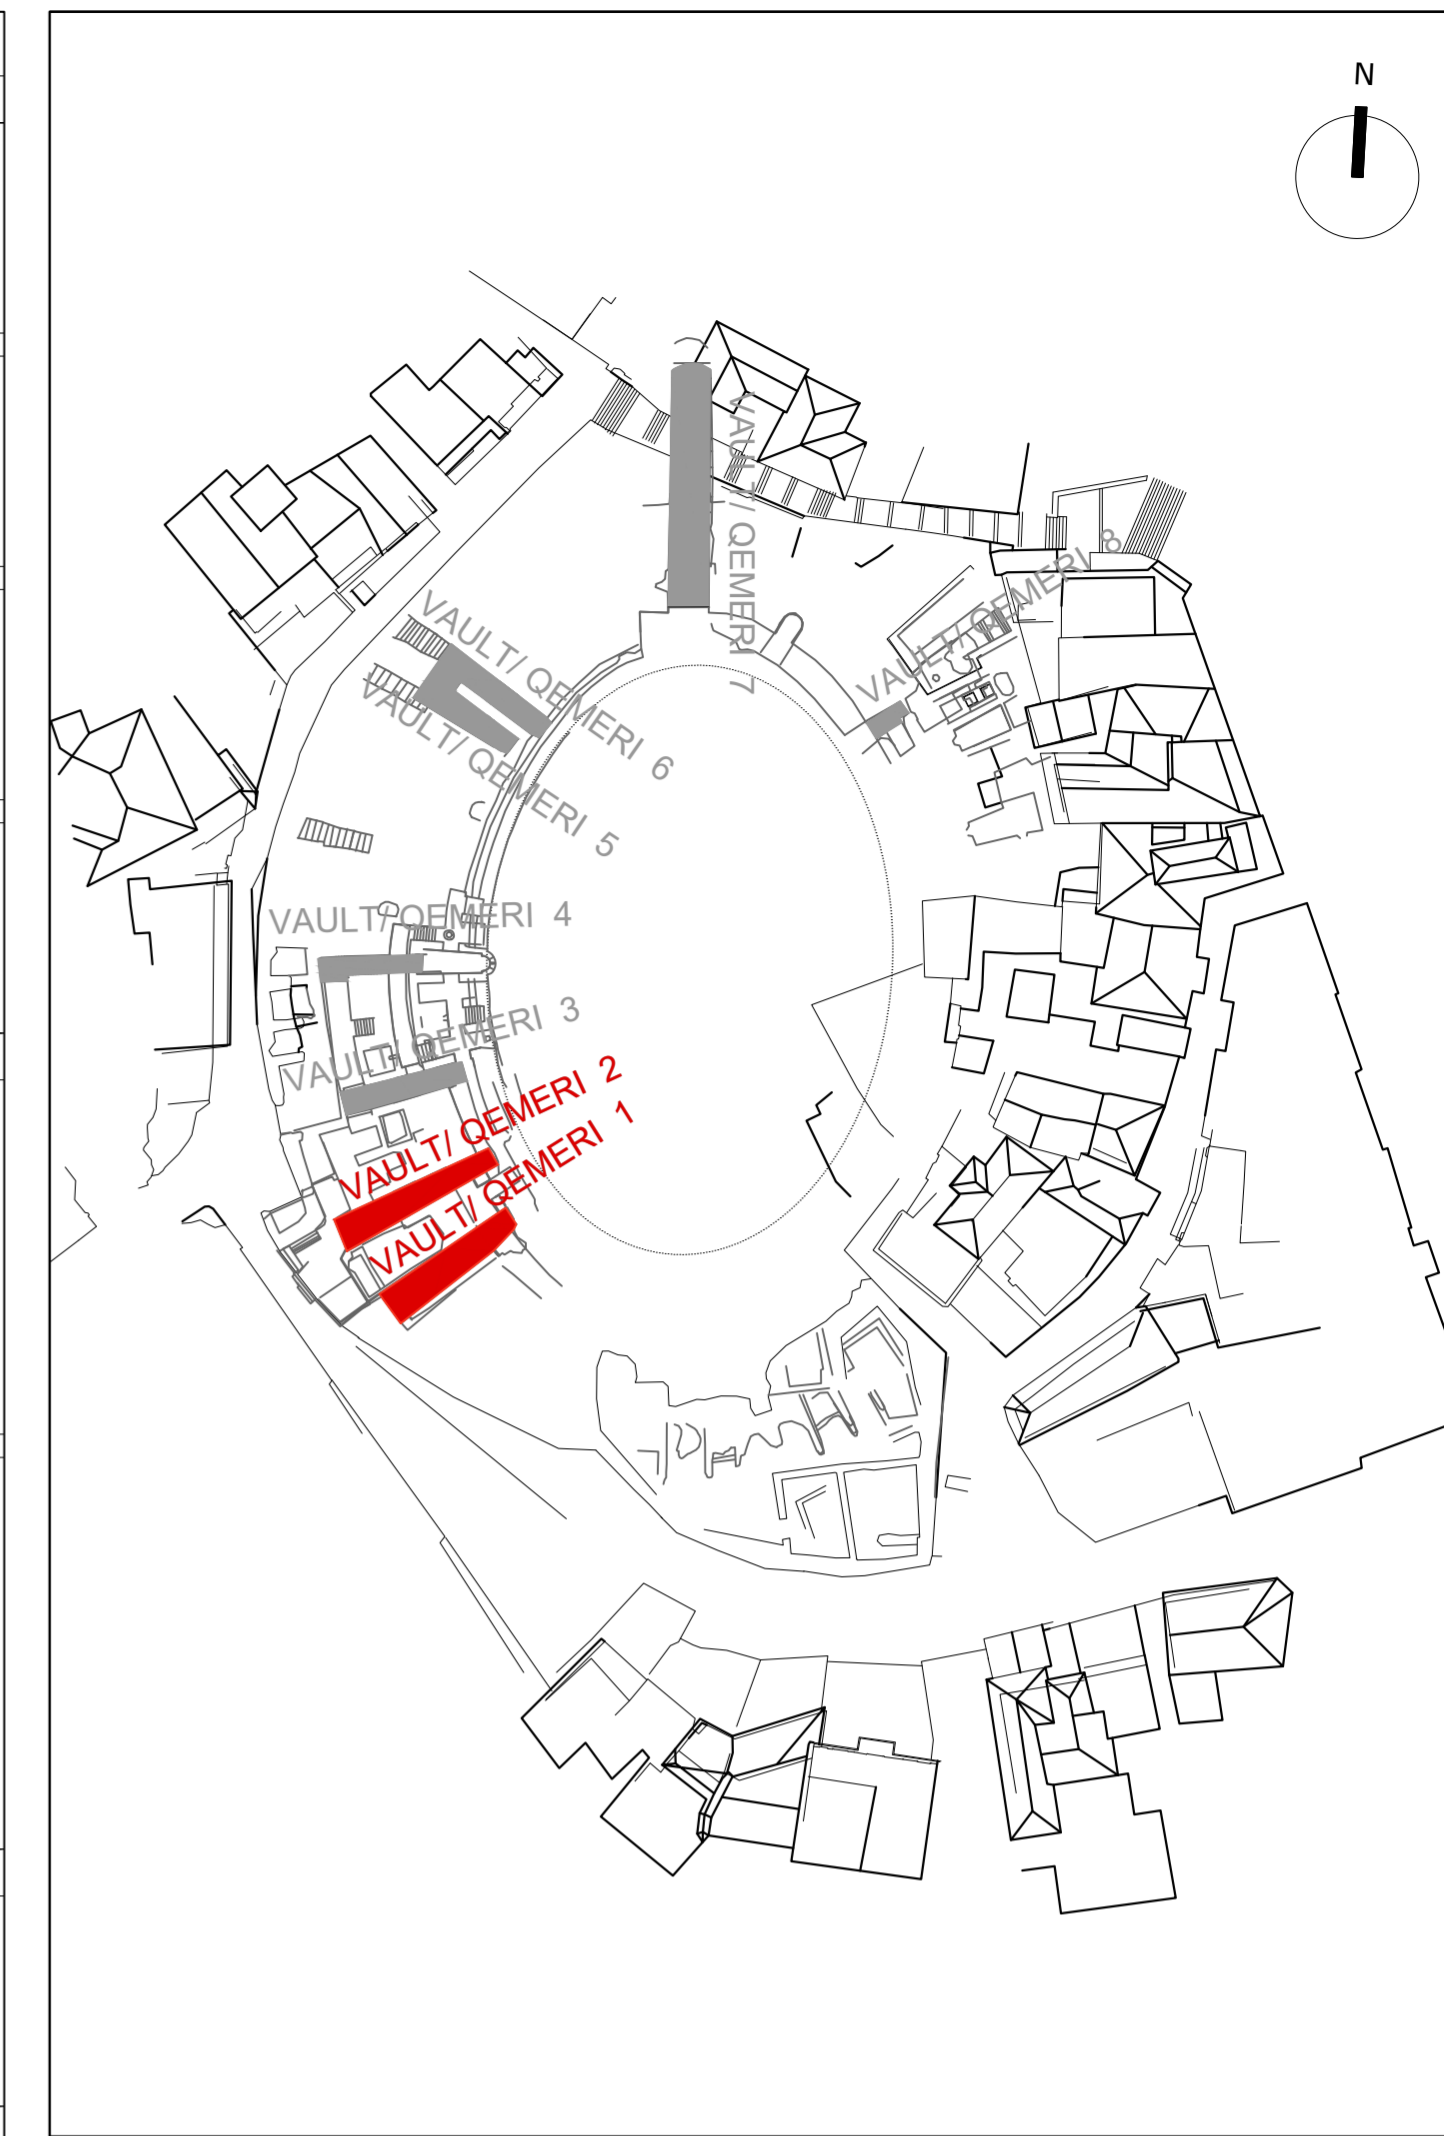 N
VAULT/ QEMERI 7
VAULT/ QEMERI 8
VAULT/ QEMERI 6
VAULT/ QEMERI 5
VAULT/ QEMERI 4
VAULT/ QEMERI 3
VAULT/ QEMERI 2
VAULT/ QEMERI 1